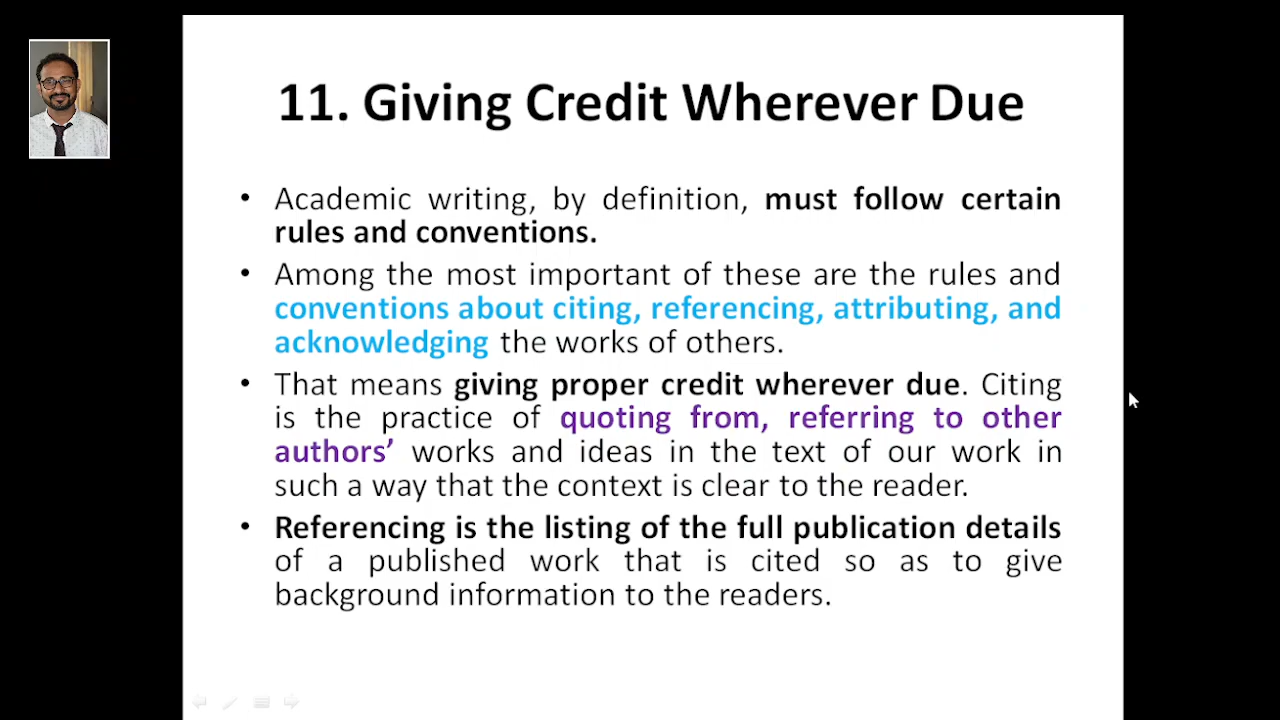 11. Giving Credit Wherever Due
• Academic writing, by definition, must follow certain
rules and conventions.
• Among the most important of these are the rules and
conventions about citing, referencing, attributing, and
acknowledging the works of others.
• That means giving proper credit wherever due. Citing
is the practice of quoting from, referring to other
authors’ works and ideas in the text of our work in
such a way that the context is clear to the reader.
• Referencing is the listing of the full publication details
of a published work that is cited so as to give
background information to the readers.